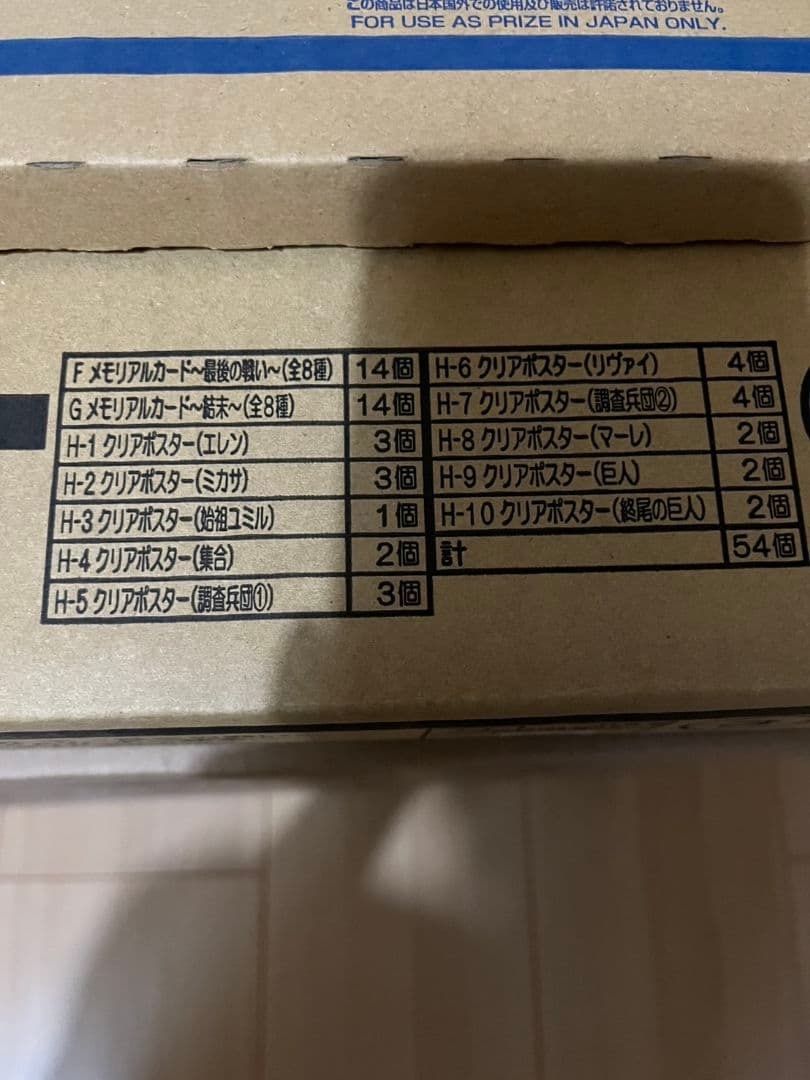 この商品は日本国外での使用及び販売は許諾されておりません。
FOR USE AS PRIZE IN JAPAN ONLY.
F メモリアルカード〜最後の戦い〜(全8種) 14個
G メモリアルカード〜結末〜(全8種) 14個
H-1 クリアポスター(エレン) 3個
H-2 クリアポスター(ミカサ) 3個
H-3 クリアポスター(始祖ユミル) 1個
H-4 クリアポスター(集合) 2個
H-5 クリアポスター(調査兵団①) 3個
H-6 クリアポスター(リヴァイ) 4個
H-7 クリアポスター(調査兵団②) 4個
H-8 クリアポスター(マーレ) 2個
H-9 クリアポスター(巨人) 2個
H-10 クリアポスター(終尾の巨人) 2個
計 54個